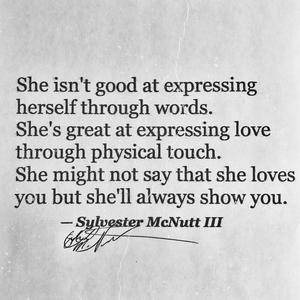 She isn't good at expressing
herself through words.
She's great at expressing love
through physical touch.
She might not say that she loves
you but she'll always show you.
— Sylvester McNutt III